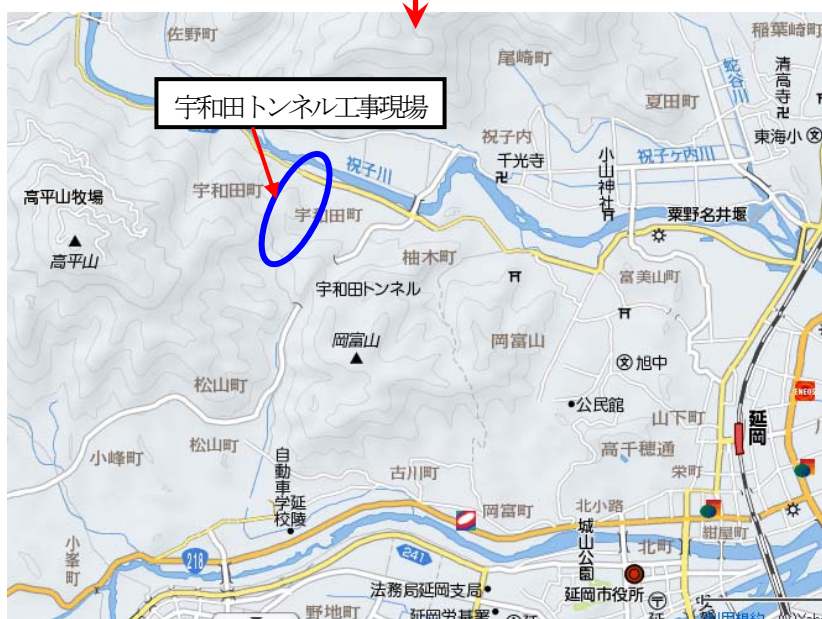 佐野町
稲葉崎町
尾崎町
蛇谷川
清高寺
夏田町
宇和田トンネル工事現場
東海小
文
祝子内
千光寺
小山神社
祝子ヶ内川
祝子川
宇和田町
高平山牧場
宇和田町
粟野名井堰
高平山
柚木町
富美山町
宇和田トンネル
岡富山
岡富山
文
旭中
松山町
公民館
山下町
ENEOS
延岡
高千穂通
小峰町
松山町
自動車学校
延陵
古川町
栄町
岡富町
北小路
紺屋町
小峯町
218
241
城山公園
北町
法務局延岡支局
延岡市役所
野地町
延岡労基署